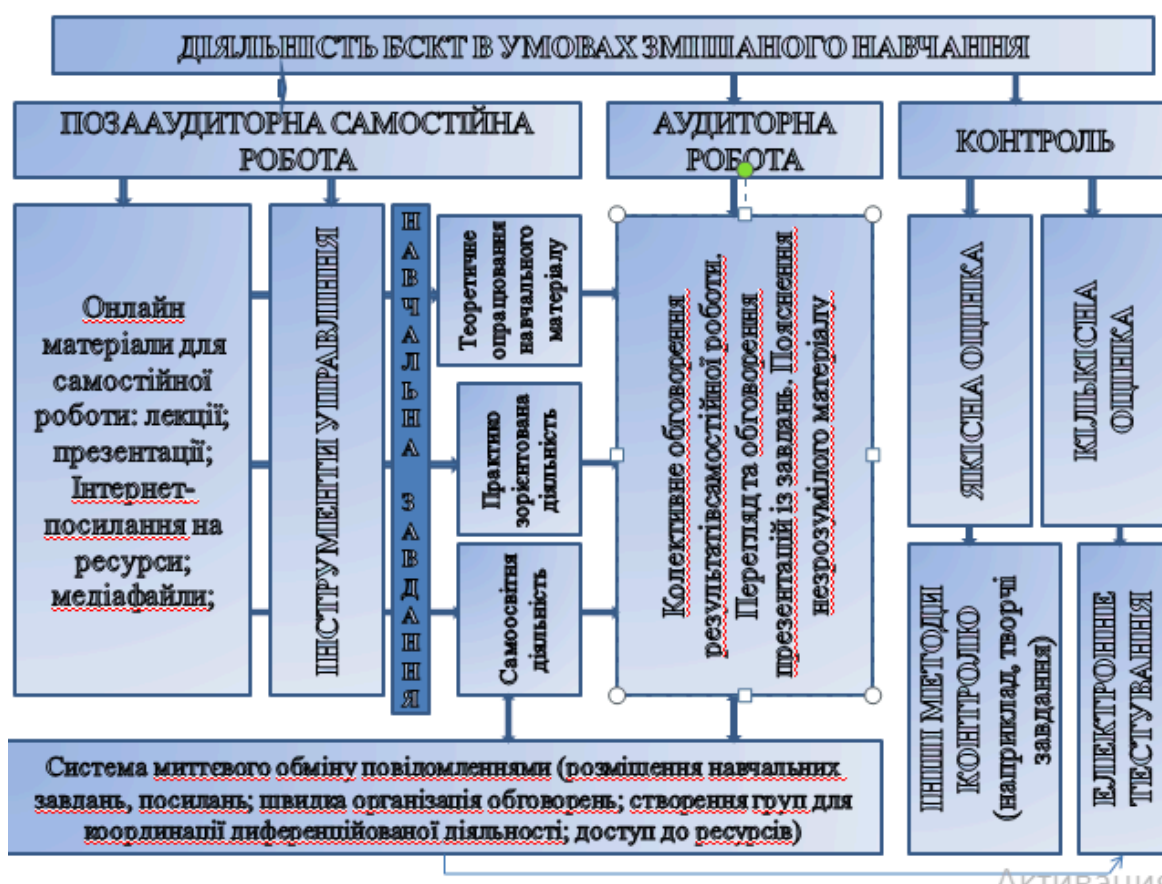 ДІЯЛЬНІСТЬ БСКТ В УМОВАХ ЗМІШАНОГО НАВЧАННЯ
ПОЗААУДИТОРНА САМОСТІЙНА
РОБОТА
АУДИТОРНА
РОБОТА
КОНТРОЛЬ
Онлайн
матеріали для
самостійної
роботи: лекції;
презентації;
Інтернет-
посилання на
ресурси;
медіафайли;
ІНСТРУМЕНТИ УПРАВЛІННЯ
НАВЧАЛЬНА ЗАВДАННЯ
Теоретичне
опрацювання
навчального
матеріалу
Практико
зорієнтована
діяльність
Самоосвітня
діяльність
Колективне обговорення
результатівсамостійної роботи.
Перегляд та обговорення
презентацій із завдань. Пояснення
незрозумілого матеріалу
ЯКІСНА ОЦІНКА
КІЛЬКІСНА
ОЦІНКА
ІНШІ МЕТОДИ
КОНТРОЛЮ
(наприклад, творчі
завдання)
ЕЛЕКТРОННЕ
ТЕСТУВАННЯ
Система миттєвого обміну повідомленнями (розміщення навчальних
завдань, посилань; швидка організація обговорень; створення груп для
координації диференційованої діяльності; доступ до ресурсів)
Активация